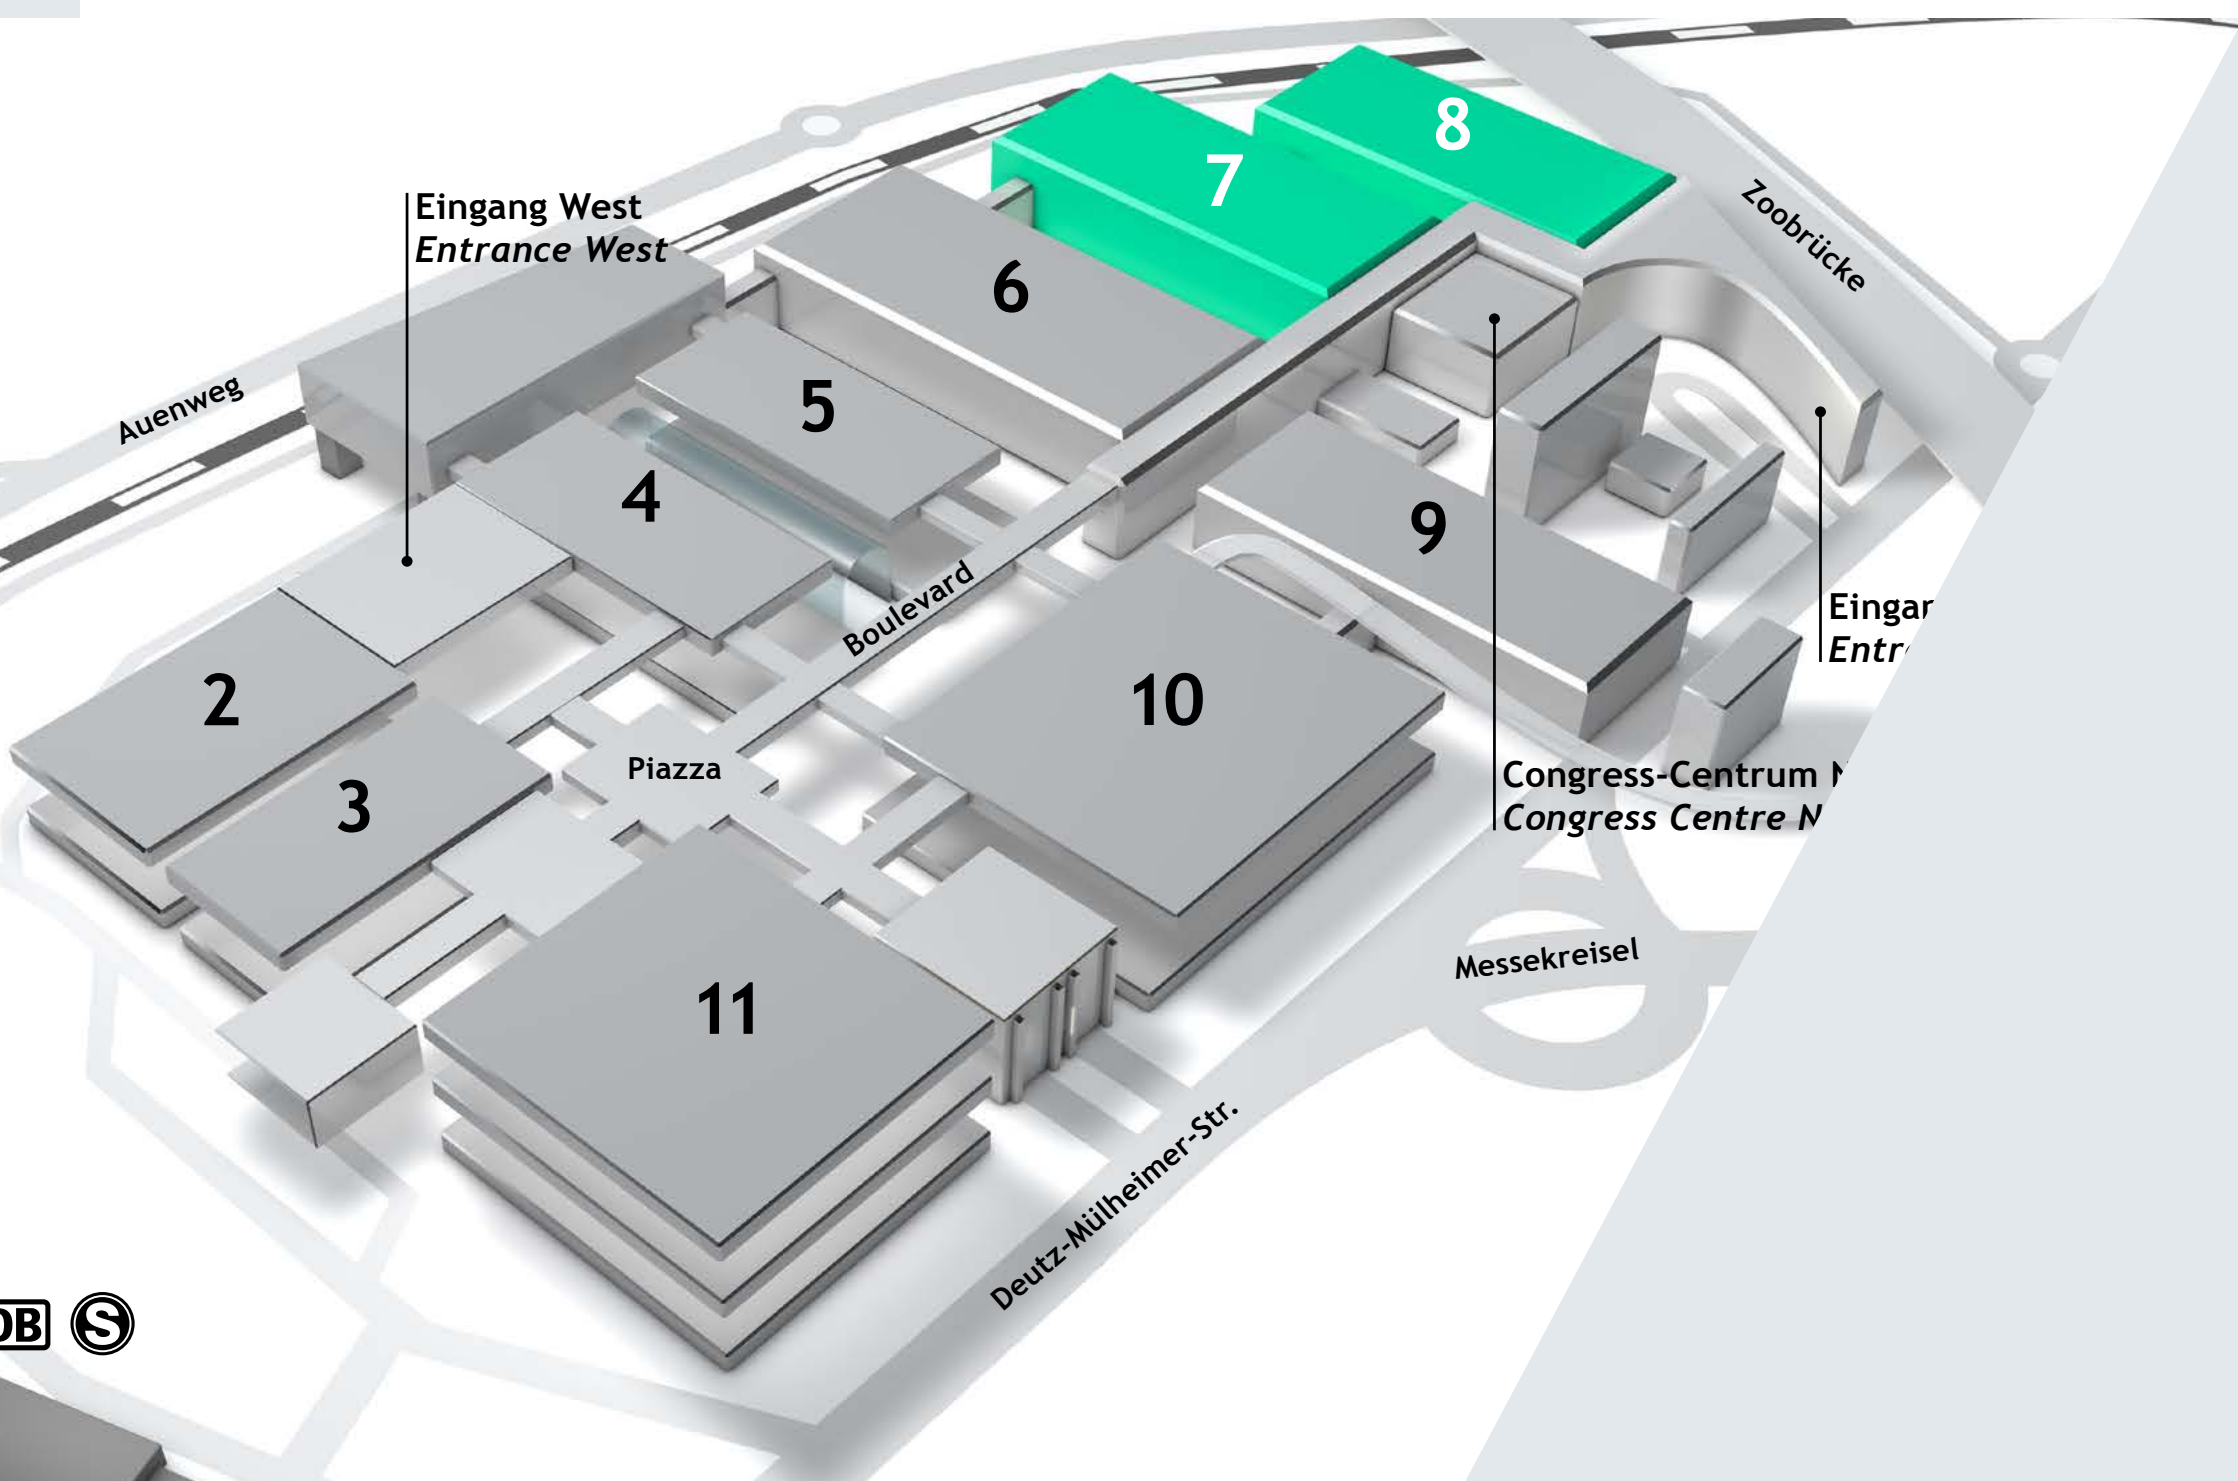 8
7
Zoobrücke
Eingang West
Entrance West
6
Auenweg
5
4
9
Boulevard
2
10
Piazza
3
Congress-Centrum
Congress Centre
Messekreisel
11
Deutz-Mülheimer-Str.
DB
S